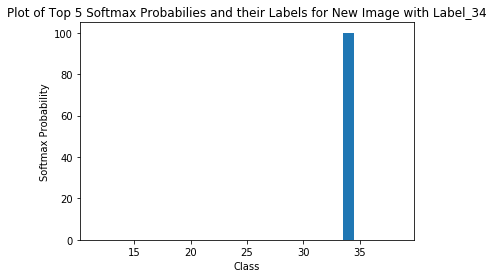 Plot of Top 5 Softmax Probabilies and their Labels for New Image with Label_34
100
80
60
40
20
0
Softmax Probability
15 20 25 30 35
Class